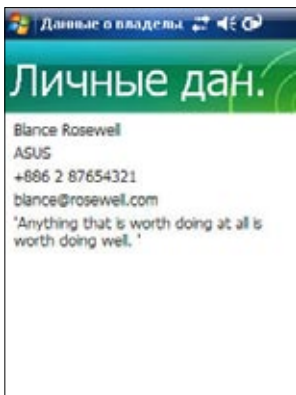 Данные о владельц
Личные дан.
Blance Rosewell
ASUS
+886 2 87654321
blance@rosewell.com
"Anything that is worth doing at all is
worth doing well. "